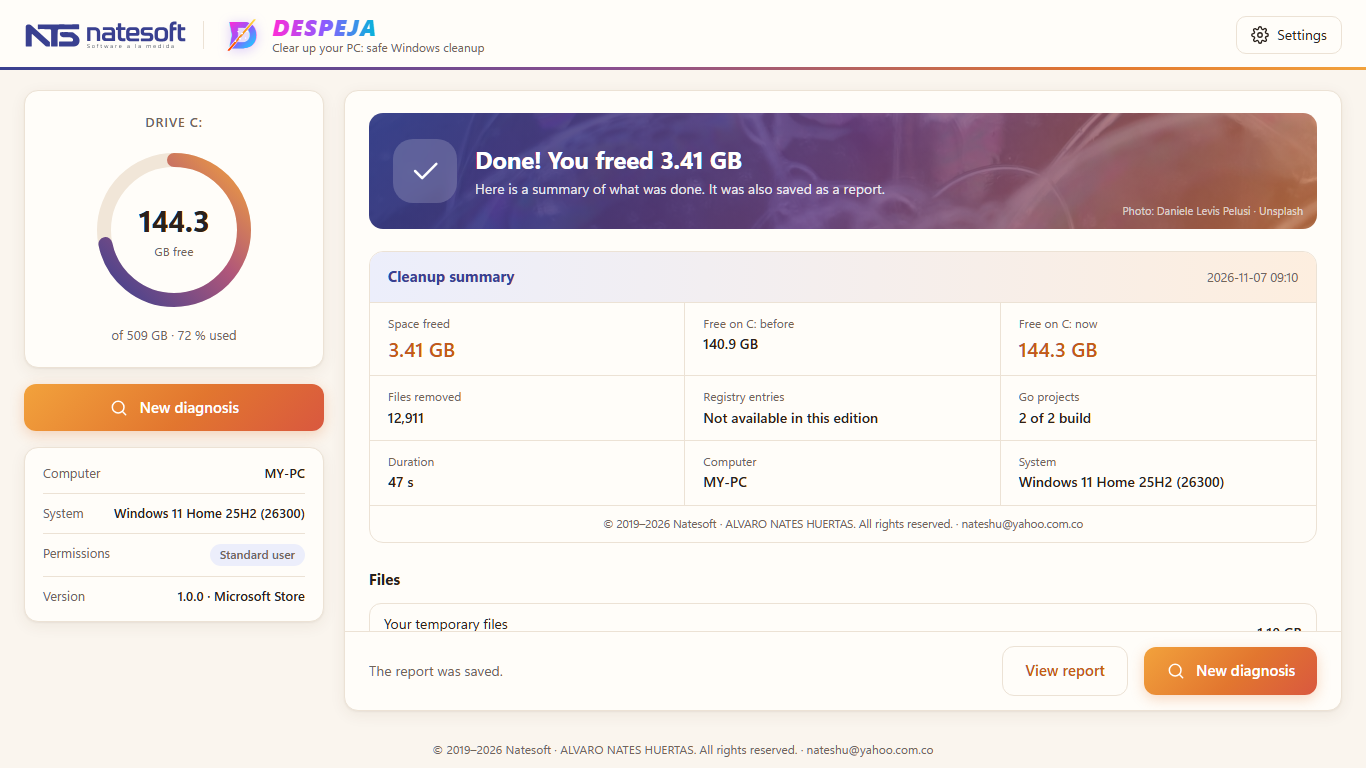 NTS natesoft
Software a la medida
DESPEJA
Clear up your PC: safe Windows cleanup
Settings
DRIVE C:
144.3
GB free
of 509 GB · 72 % used
New diagnosis
Computer MY-PC
System Windows 11 Home 25H2 (26300)
Permissions Standard user
Version 1.0.0 · Microsoft Store
Done! You freed 3.41 GB
Here is a summary of what was done. It was also saved as a report.
Photo: Daniele Levis Pelusi · Unsplash
Cleanup summary 2026-11-07 09:10
Space freed
3.41 GB
Free on C: before
140.9 GB
Free on C: now
144.3 GB
Files removed
12,911
Registry entries
Not available in this edition
Go projects
2 of 2 build
Duration
47 s
Computer
MY-PC
System
Windows 11 Home 25H2 (26300)
© 2019–2026 Natesoft · ALVARO NATES HUERTAS. All rights reserved. · nateshu@yahoo.com.co
Files
Your temporary files
The report was saved.
View report
New diagnosis
© 2019–2026 Natesoft · ALVARO NATES HUERTAS. All rights reserved. · nateshu@yahoo.com.co